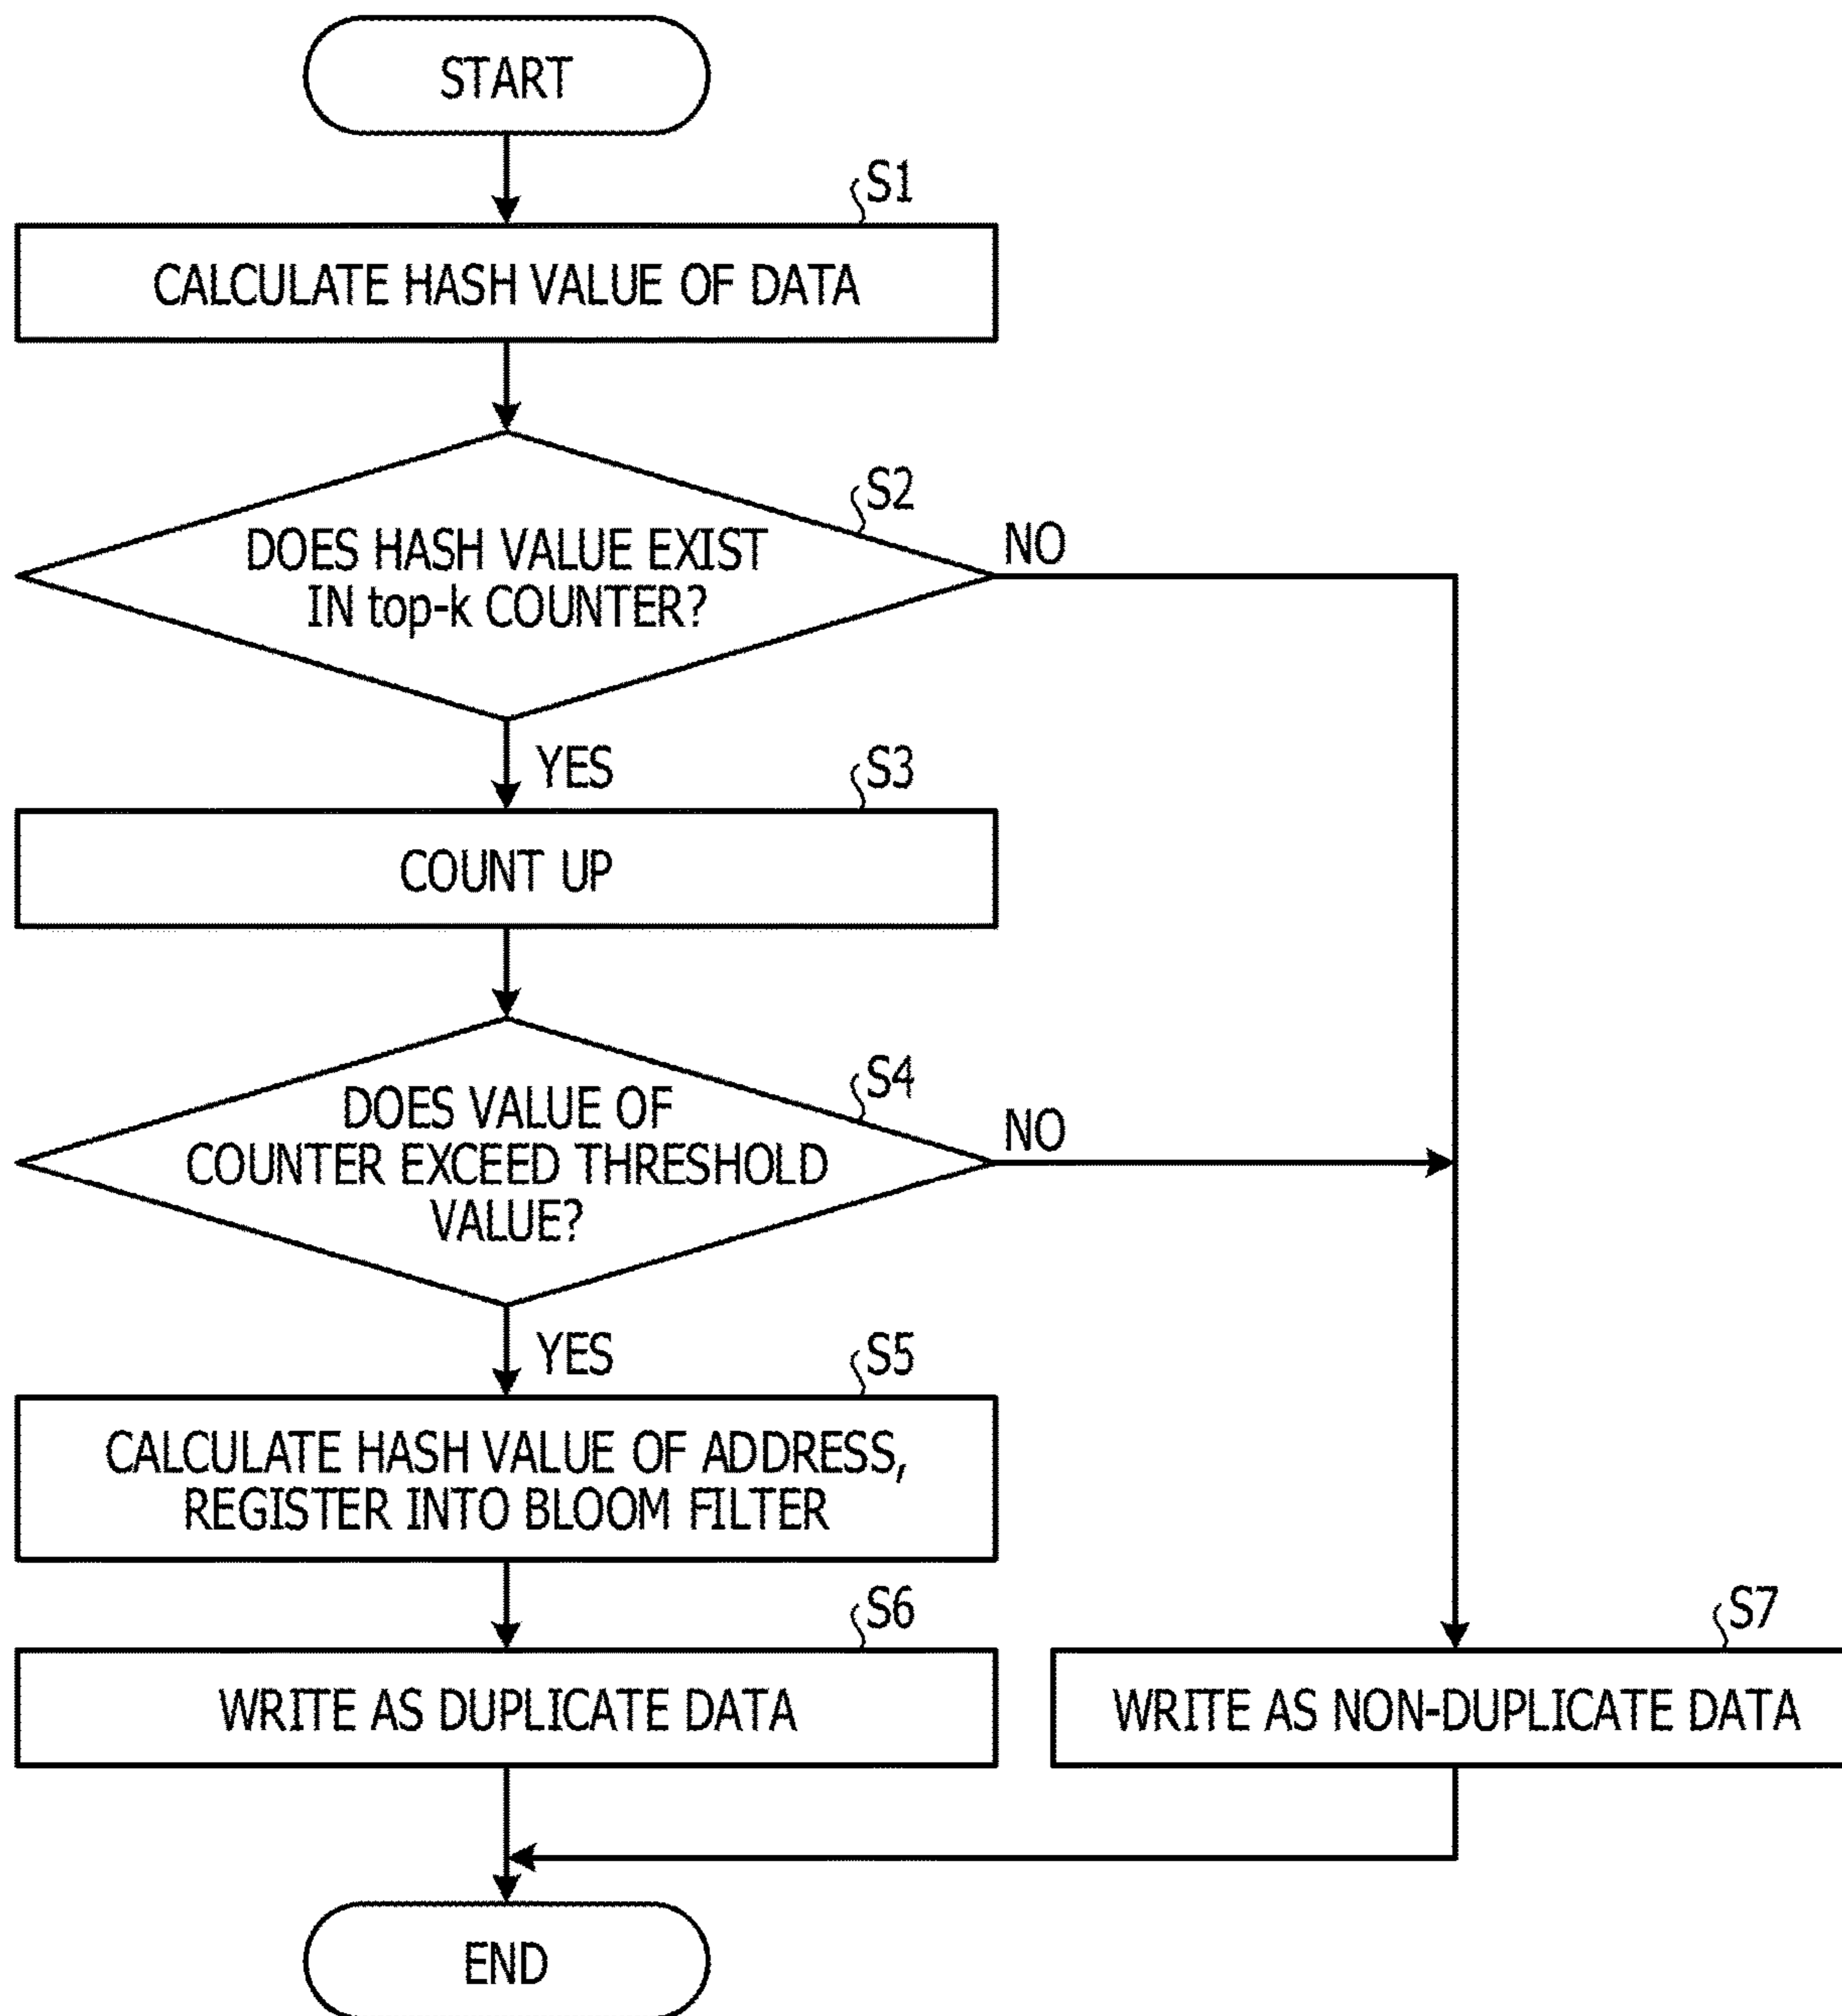 START
S1
CALCULATE HASH VALUE OF DATA
S2
DOES HASH VALUE EXIST
IN top-k COUNTER?
NO
YES
S3
COUNT UP
S4
DOES VALUE OF
COUNTER EXCEED THRESHOLD
VALUE?
NO
YES
S5
CALCULATE HASH VALUE OF ADDRESS,
REGISTER INTO BLOOM FILTER
S6
WRITE AS DUPLICATE DATA
S7
WRITE AS NON-DUPLICATE DATA
END